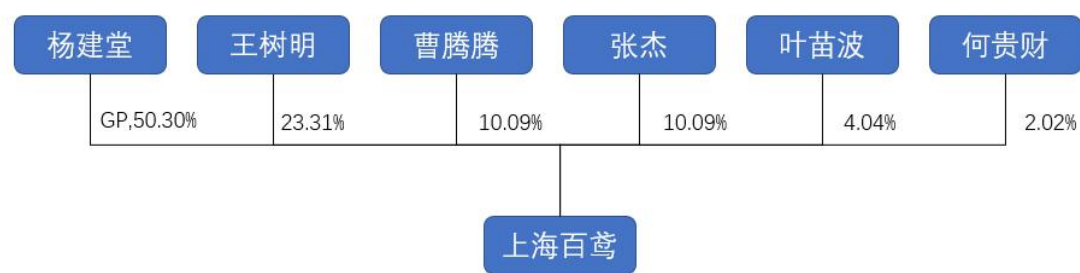 杨建堂 王树明 曹腾腾 张杰 叶苗波 何贵财
GP,50.30% 23.31% 10.09% 10.09% 4.04% 2.02%
上海百鸢